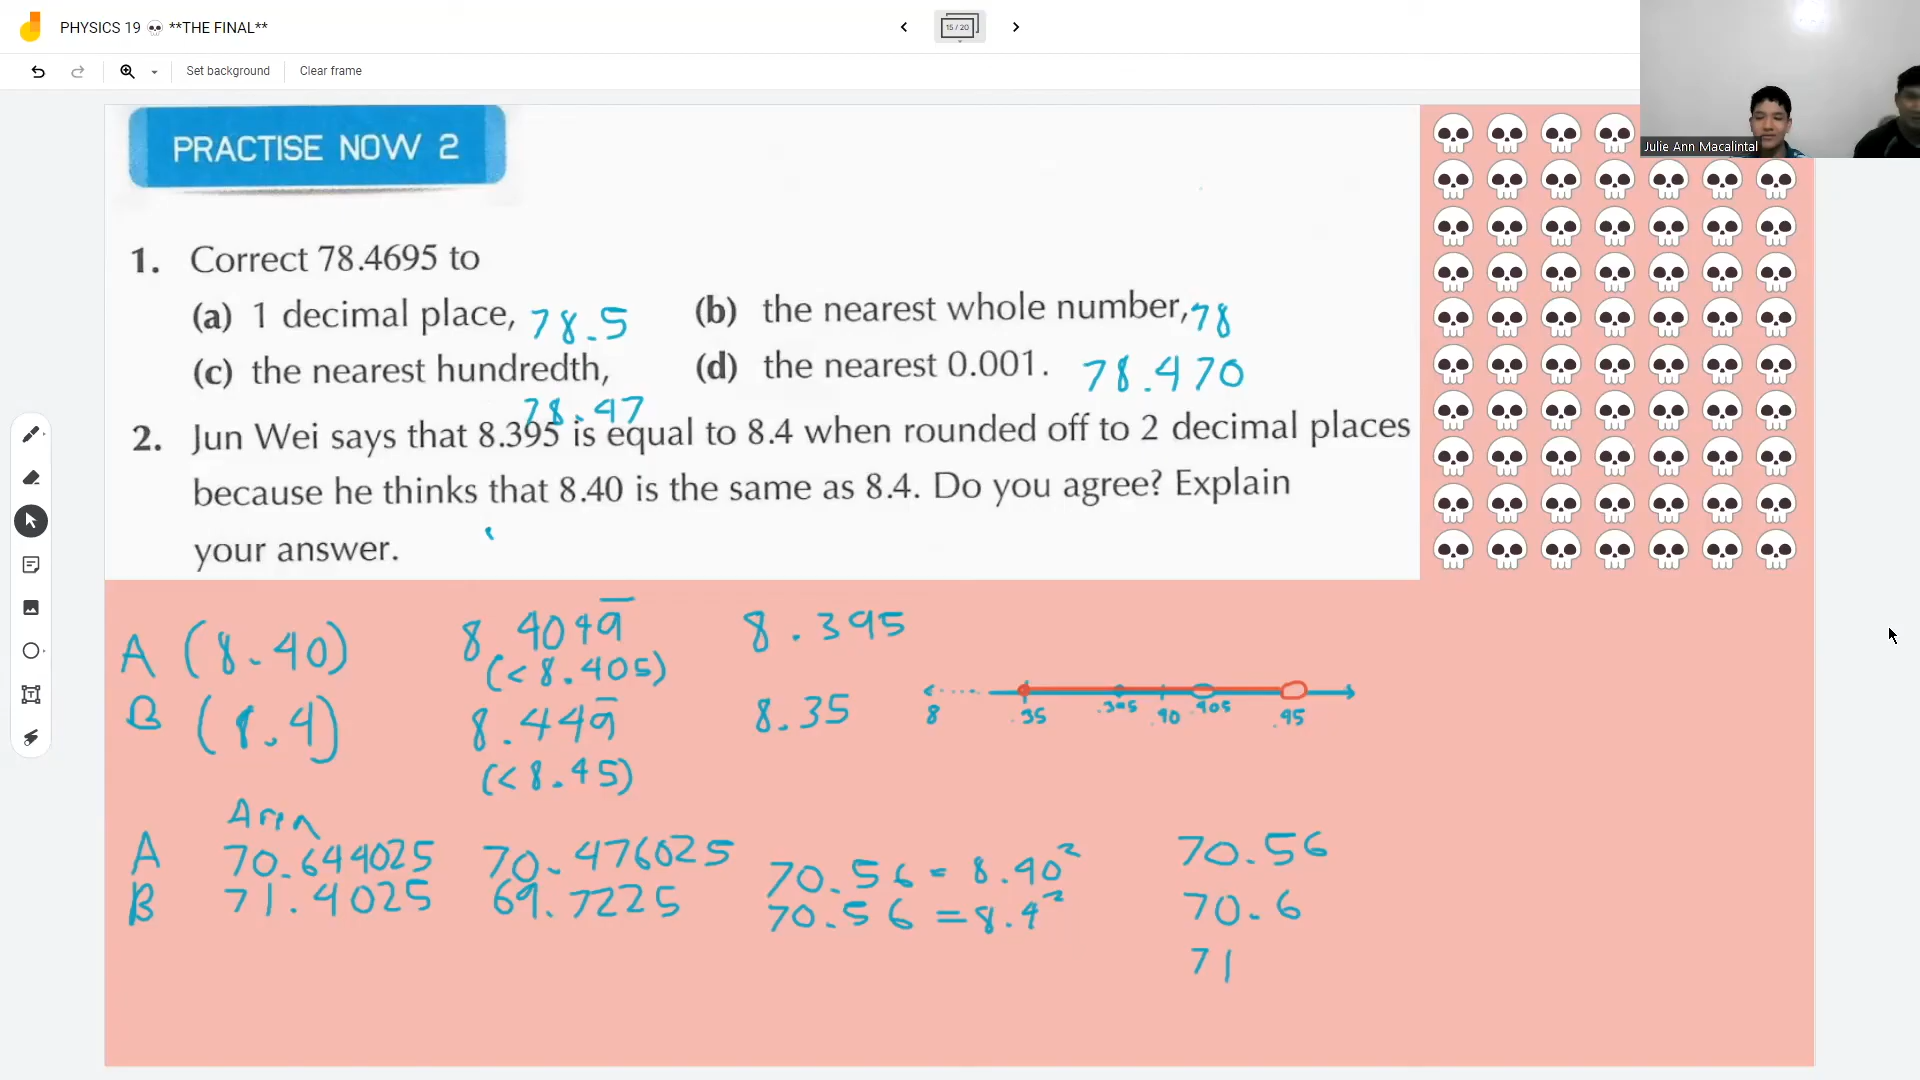 PHYSICS 19 💀 **THE FINAL**
15 / 20
Set background
Clear frame
Julie Ann Macalintal
PRACTISE NOW 2
1. Correct 78.4695 to
(a) 1 decimal place, 78.5 (b) the nearest whole number, 78
(c) the nearest hundredth, (d) the nearest 0.001. 78.470
78.47
2. Jun Wei says that 8.395 is equal to 8.4 when rounded off to 2 decimal places
because he thinks that 8.40 is the same as 8.4. Do you agree? Explain
your answer.
A (8.40) 8.4049̅ 8.395
(<8.405)
B (8.4) 8.449̅ 8.35
(<8.45)
8 .35 .395 .40 .405 .45
Area
A 70.644025 70.476025 70.56 = 8.40² 70.56
B 71.4025 69.7225 70.56 = 8.4² 70.6
71